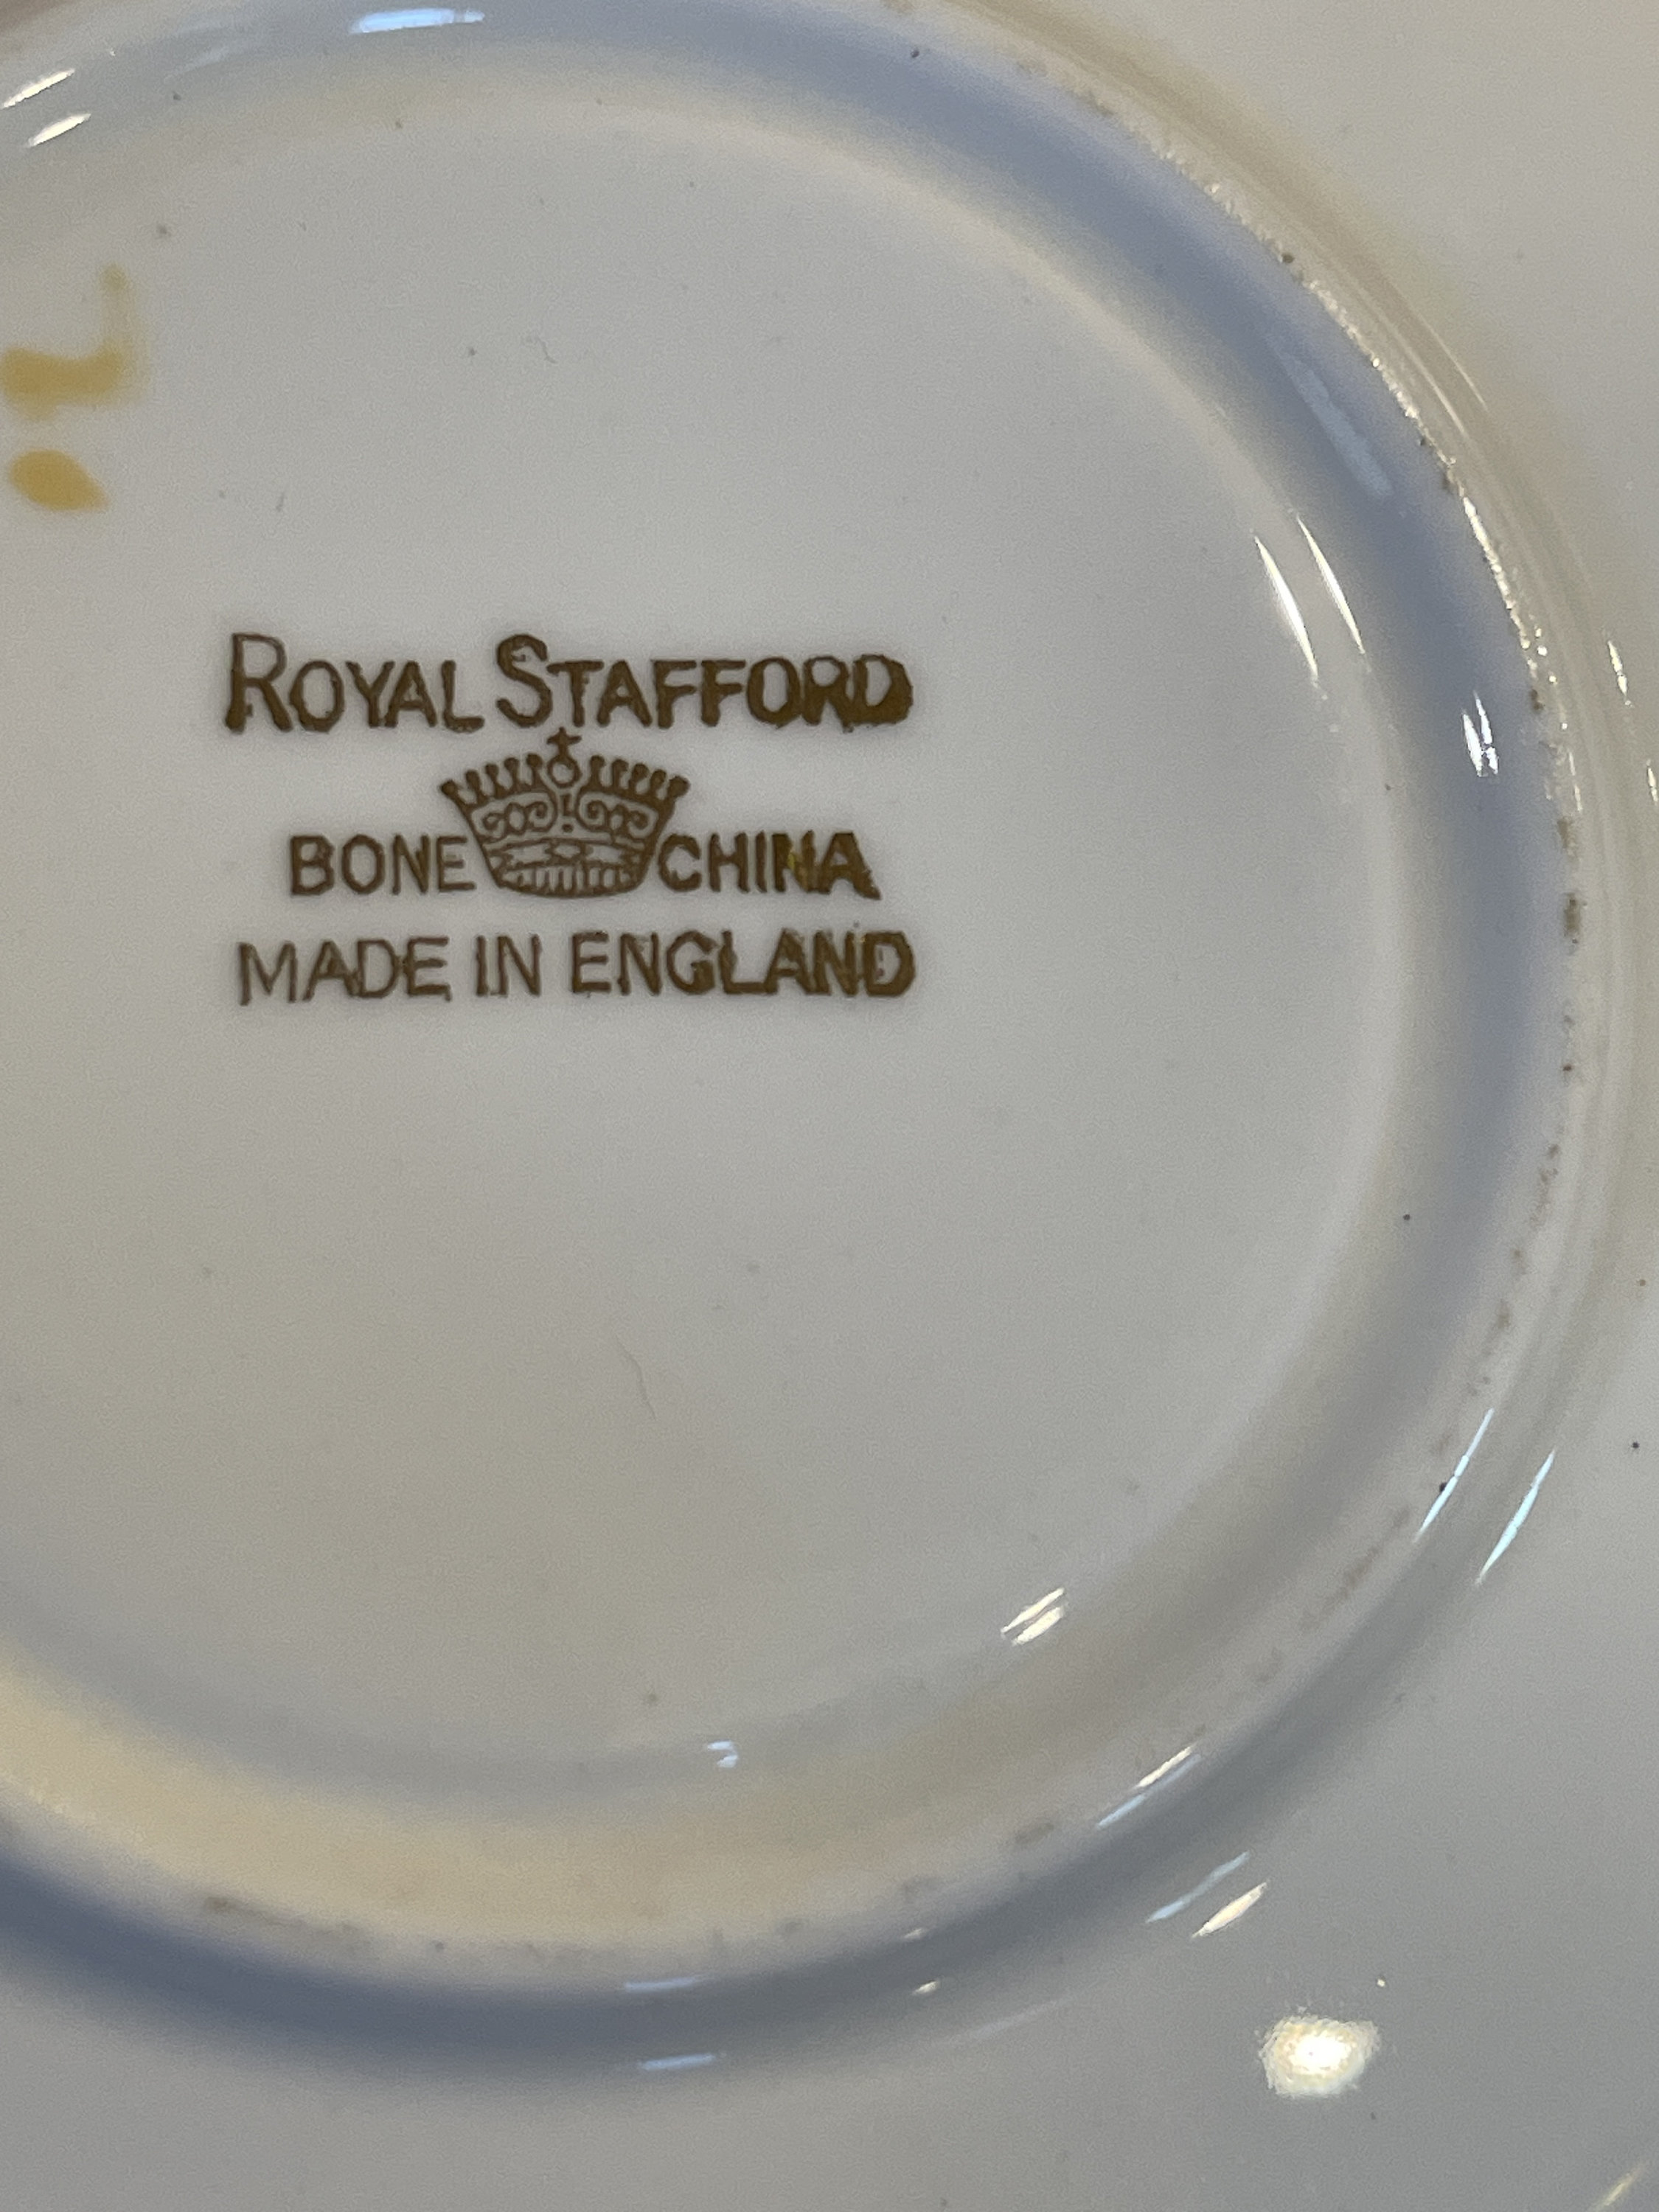 ROYAL STAFFORD
BONE CHINA
MADE IN ENGLAND